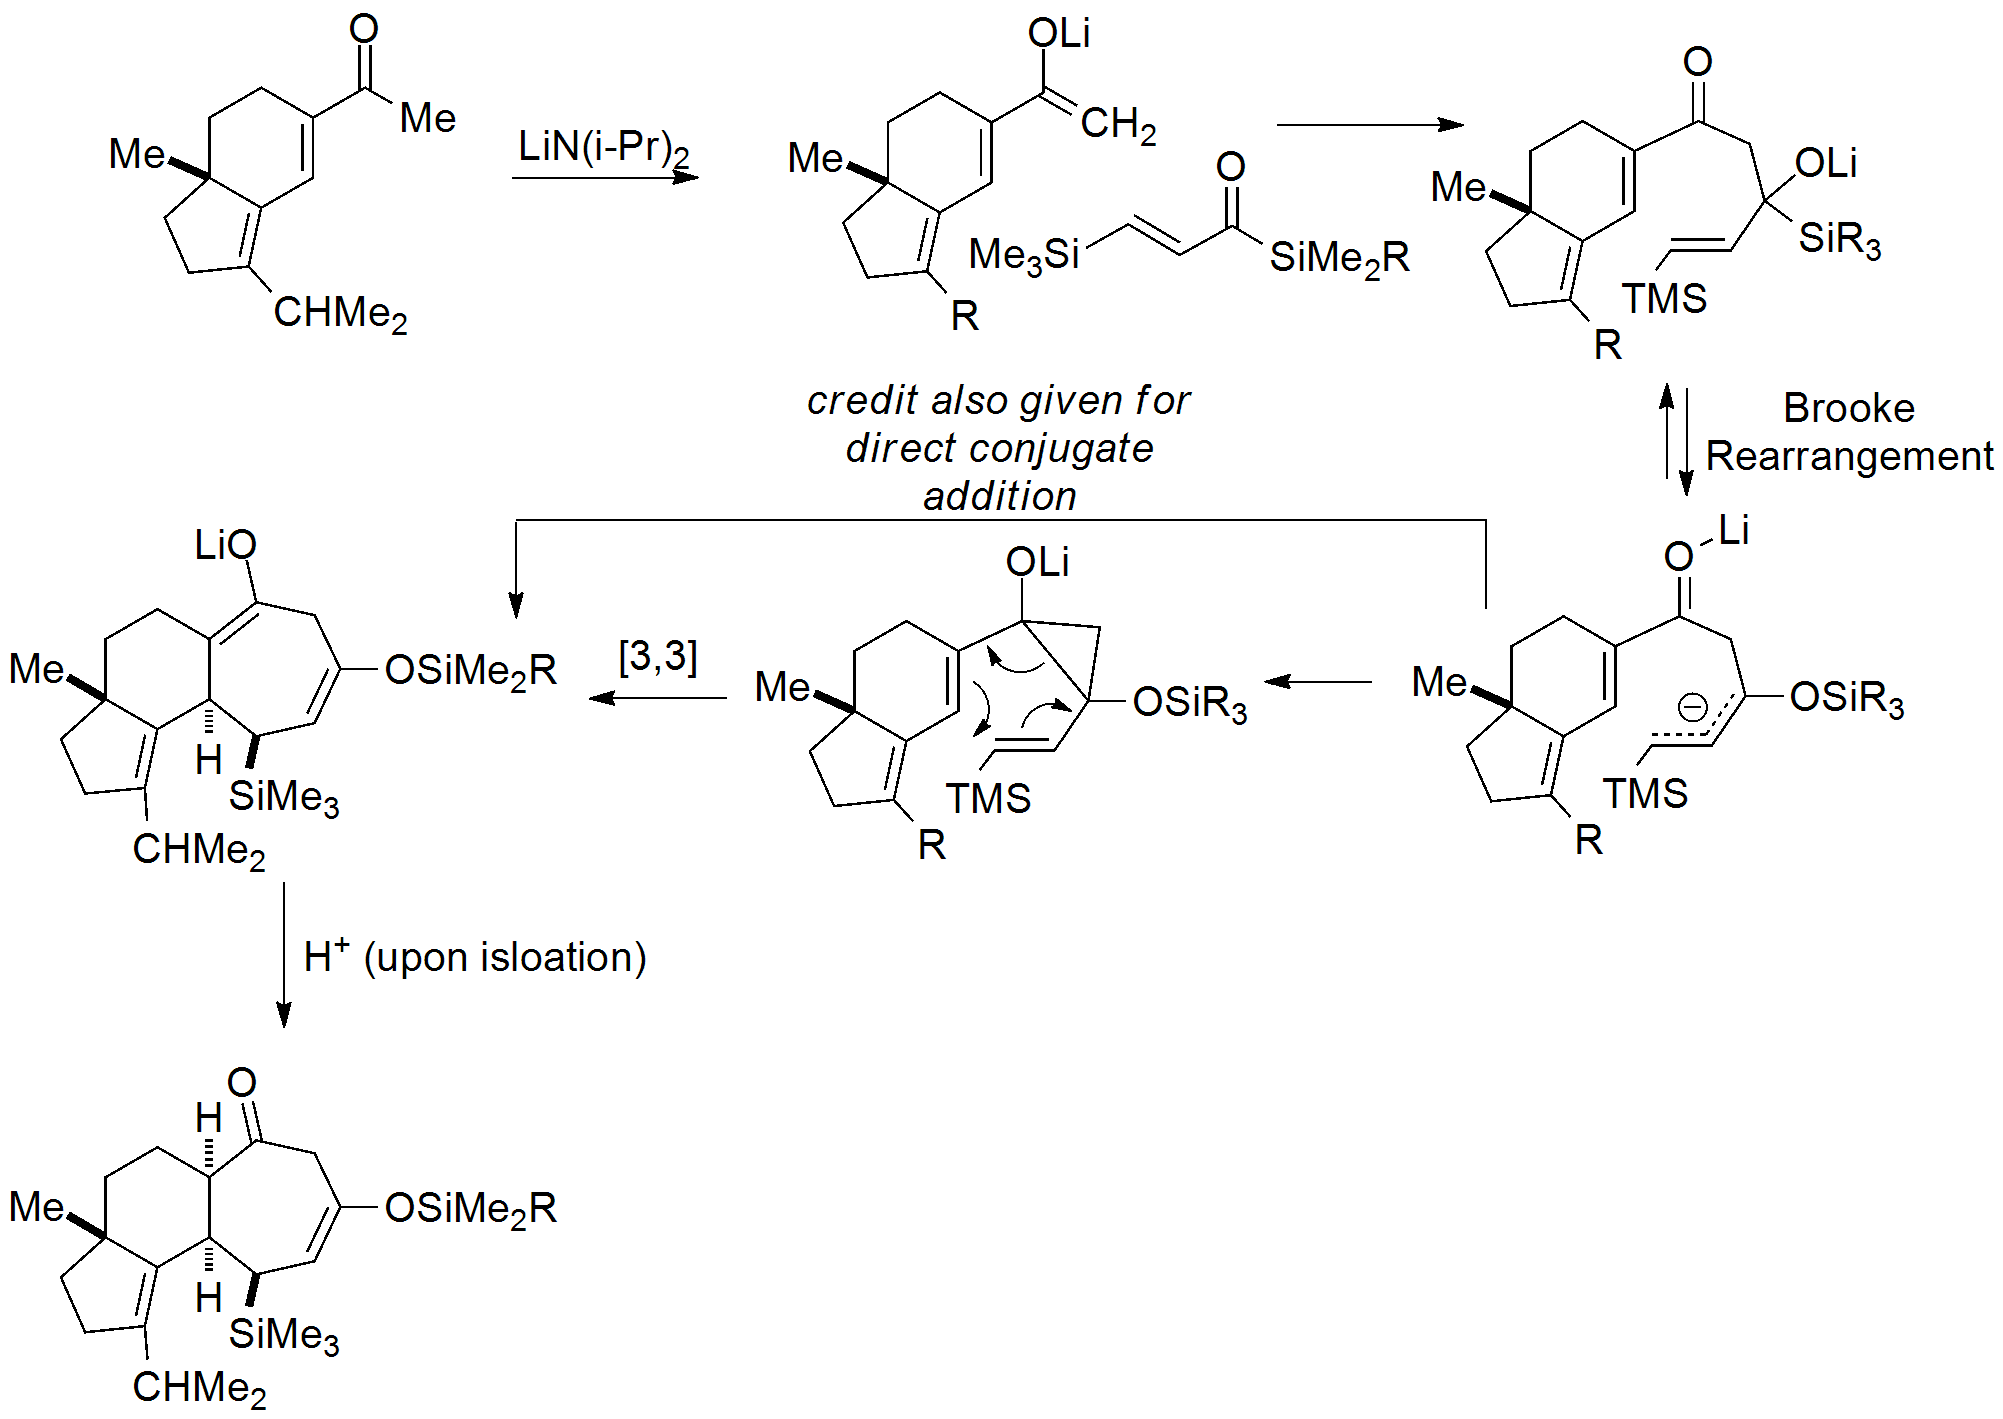 O
Me
Me
CHMe2
LiN(i-Pr)2
OLi
CH2
Me
R
O
Me3Si
SiMe2R
O
OLi
Me
SiR3
TMS
R
Brooke
Rearrangement
credit also given for
direct conjugate
addition
Li
O
Me
⊖
OSiR3
TMS
R
OLi
Me
OSiR3
TMS
R
[3,3]
LiO
Me
OSiMe2R
H
SiMe3
CHMe2
H+ (upon isloation)
O
H
Me
OSiMe2R
H
SiMe3
CHMe2